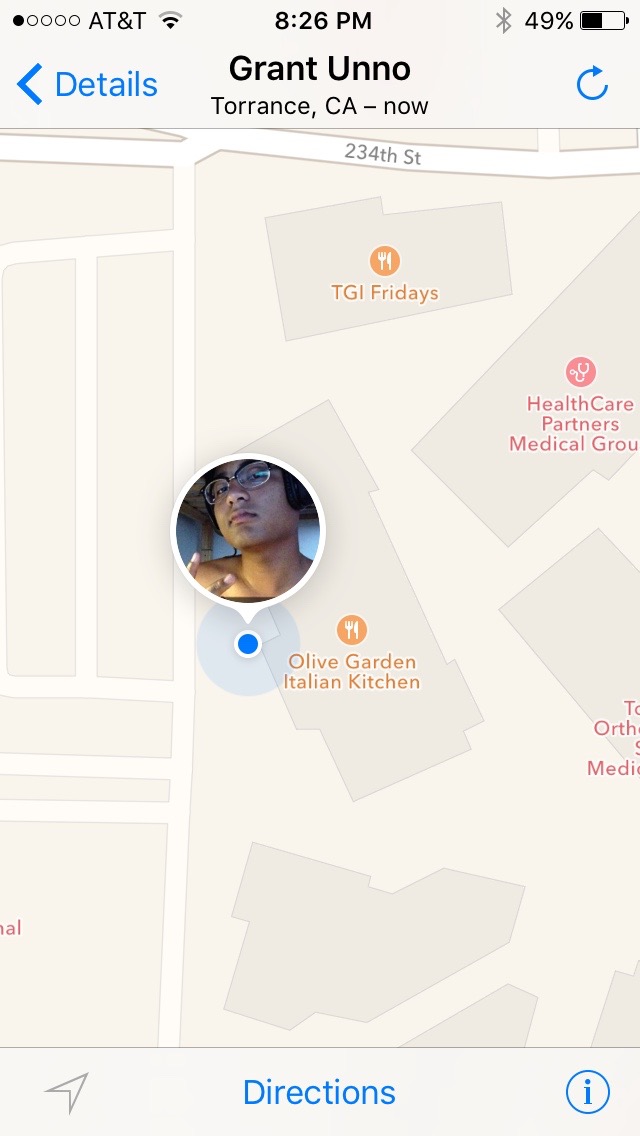 AT&T 8:26 PM 49%
Details
Grant Unno
Torrance, CA – now
234th St
TGI Fridays
HealthCare
Partners
Medical Grou
Olive Garden
Italian Kitchen
To
Orth
S
Medic
nal
Directions